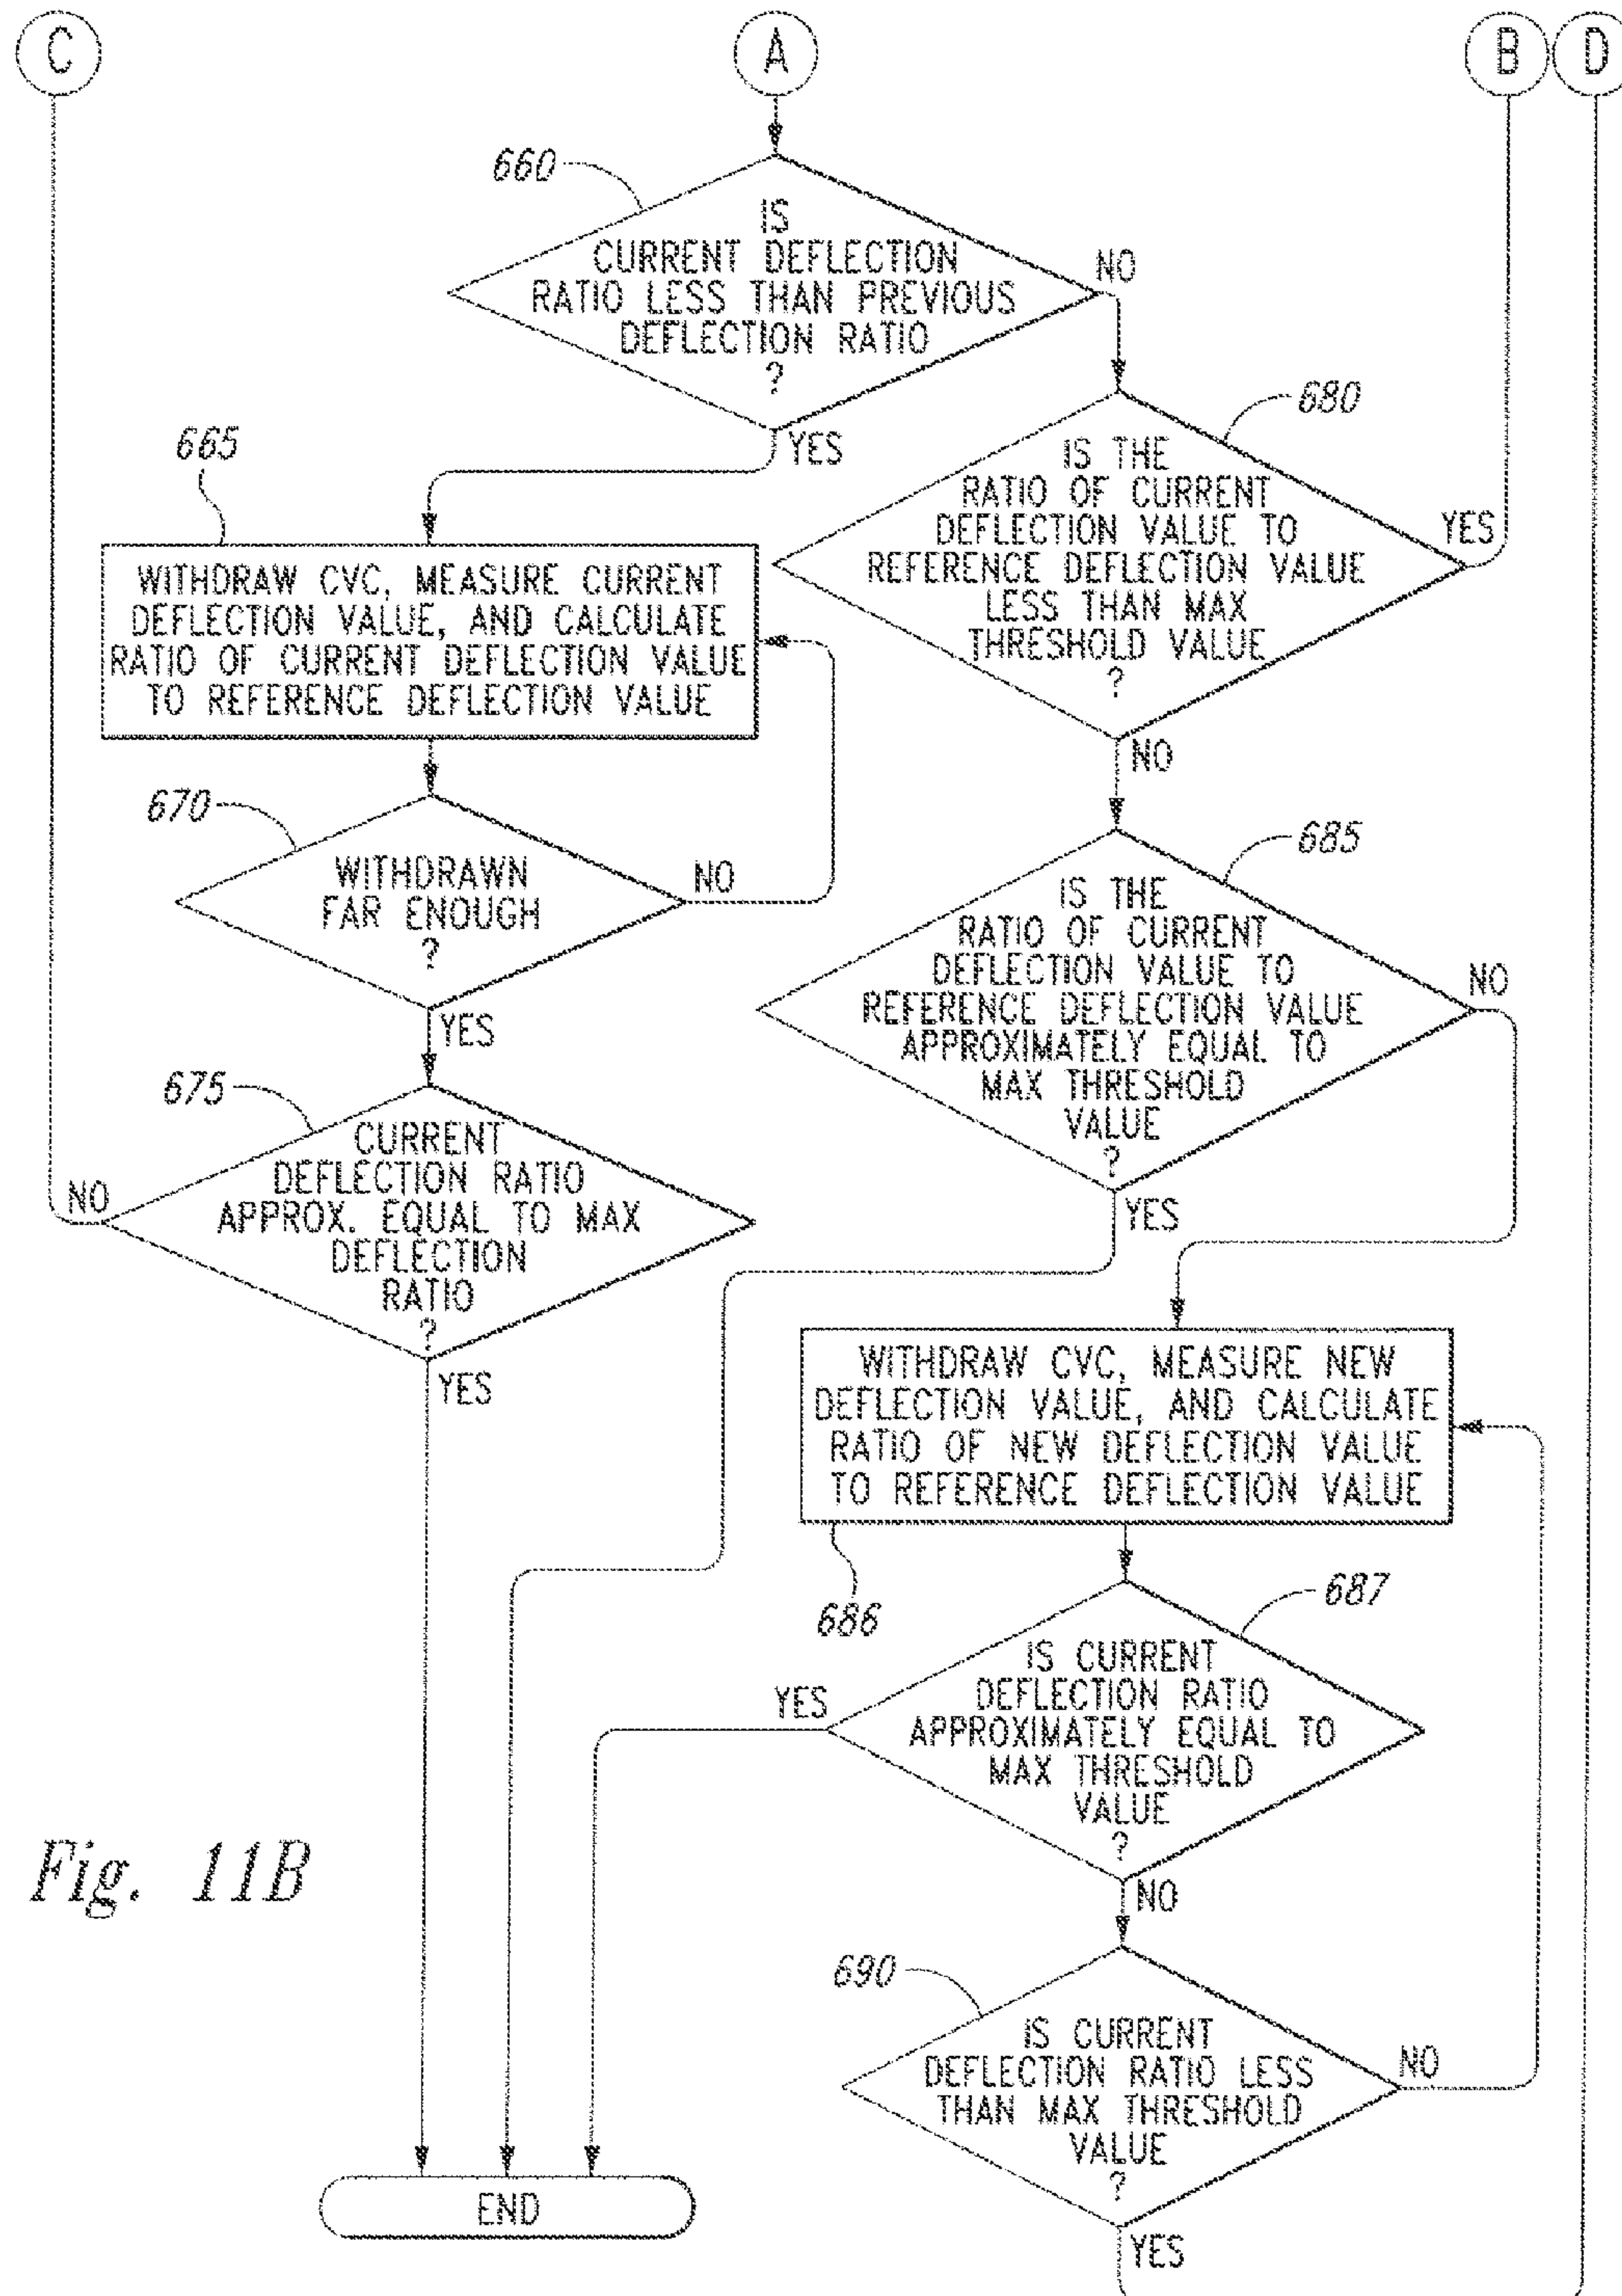 C
A
B
D
660
IS
CURRENT DEFLECTION
RATIO LESS THAN PREVIOUS
DEFLECTION RATIO
?
NO
YES
665
WITHDRAW CVC, MEASURE CURRENT
DEFLECTION VALUE, AND CALCULATE
RATIO OF CURRENT DEFLECTION VALUE
TO REFERENCE DEFLECTION VALUE
680
IS THE
RATIO OF CURRENT
DEFLECTION VALUE TO
REFERENCE DEFLECTION VALUE
LESS THAN MAX
THRESHOLD VALUE
?
YES
NO
670
WITHDRAWN
FAR ENOUGH
?
NO
YES
685
IS THE
RATIO OF CURRENT
DEFLECTION VALUE TO
REFERENCE DEFLECTION VALUE
APPROXIMATELY EQUAL TO
MAX THRESHOLD
VALUE
?
NO
YES
675
CURRENT
DEFLECTION RATIO
APPROX. EQUAL TO MAX
DEFLECTION
RATIO
?
NO
YES
WITHDRAW CVC, MEASURE NEW
DEFLECTION VALUE, AND CALCULATE
RATIO OF NEW DEFLECTION VALUE
TO REFERENCE DEFLECTION VALUE
686
687
IS CURRENT
DEFLECTION RATIO
APPROXIMATELY EQUAL TO
MAX THRESHOLD
VALUE
?
YES
NO
690
IS CURRENT
DEFLECTION RATIO LESS
THAN MAX THRESHOLD
VALUE
?
NO
YES
END
Fig. 11B